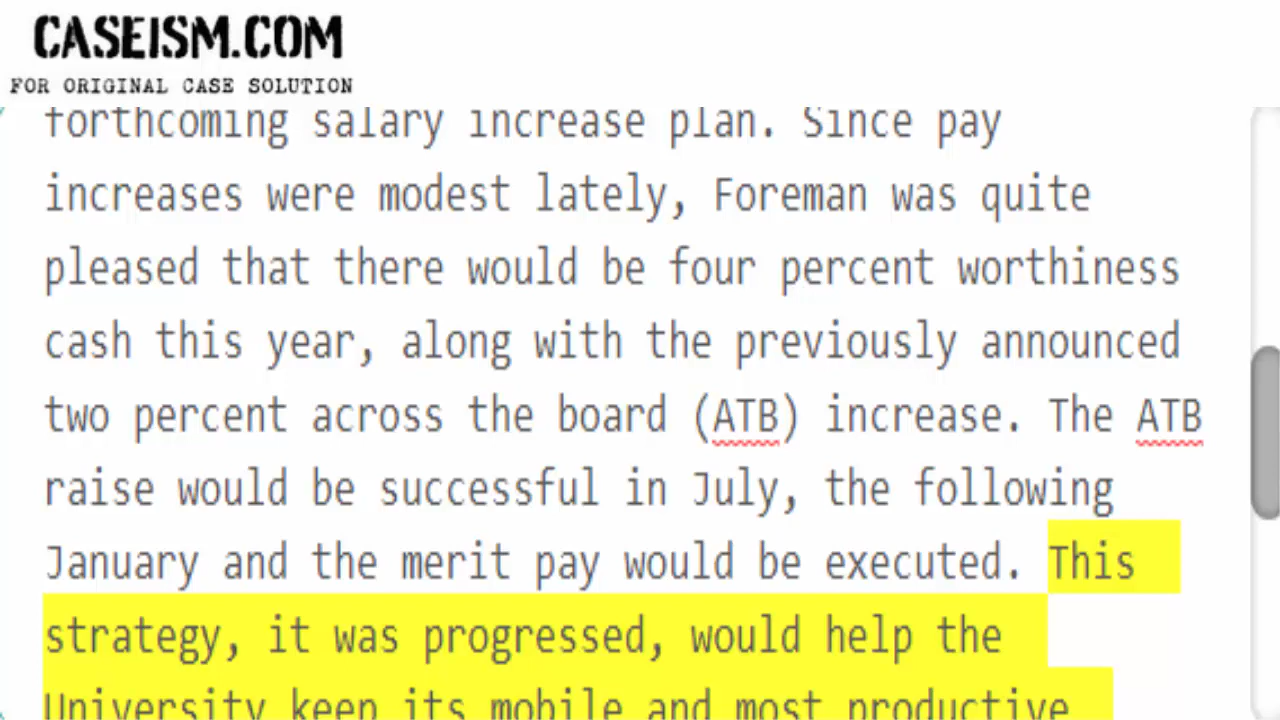 CASEISM.COM
FOR ORIGINAL CASE SOLUTION
forthcoming salary increase plan. Since pay
increases were modest lately, Foreman was quite
pleased that there would be four percent worthiness
cash this year, along with the previously announced
two percent across the board (ATB) increase. The ATB
raise would be successful in July, the following
January and the merit pay would be executed. This
strategy, it was progressed, would help the
University keep its mobile and most productive